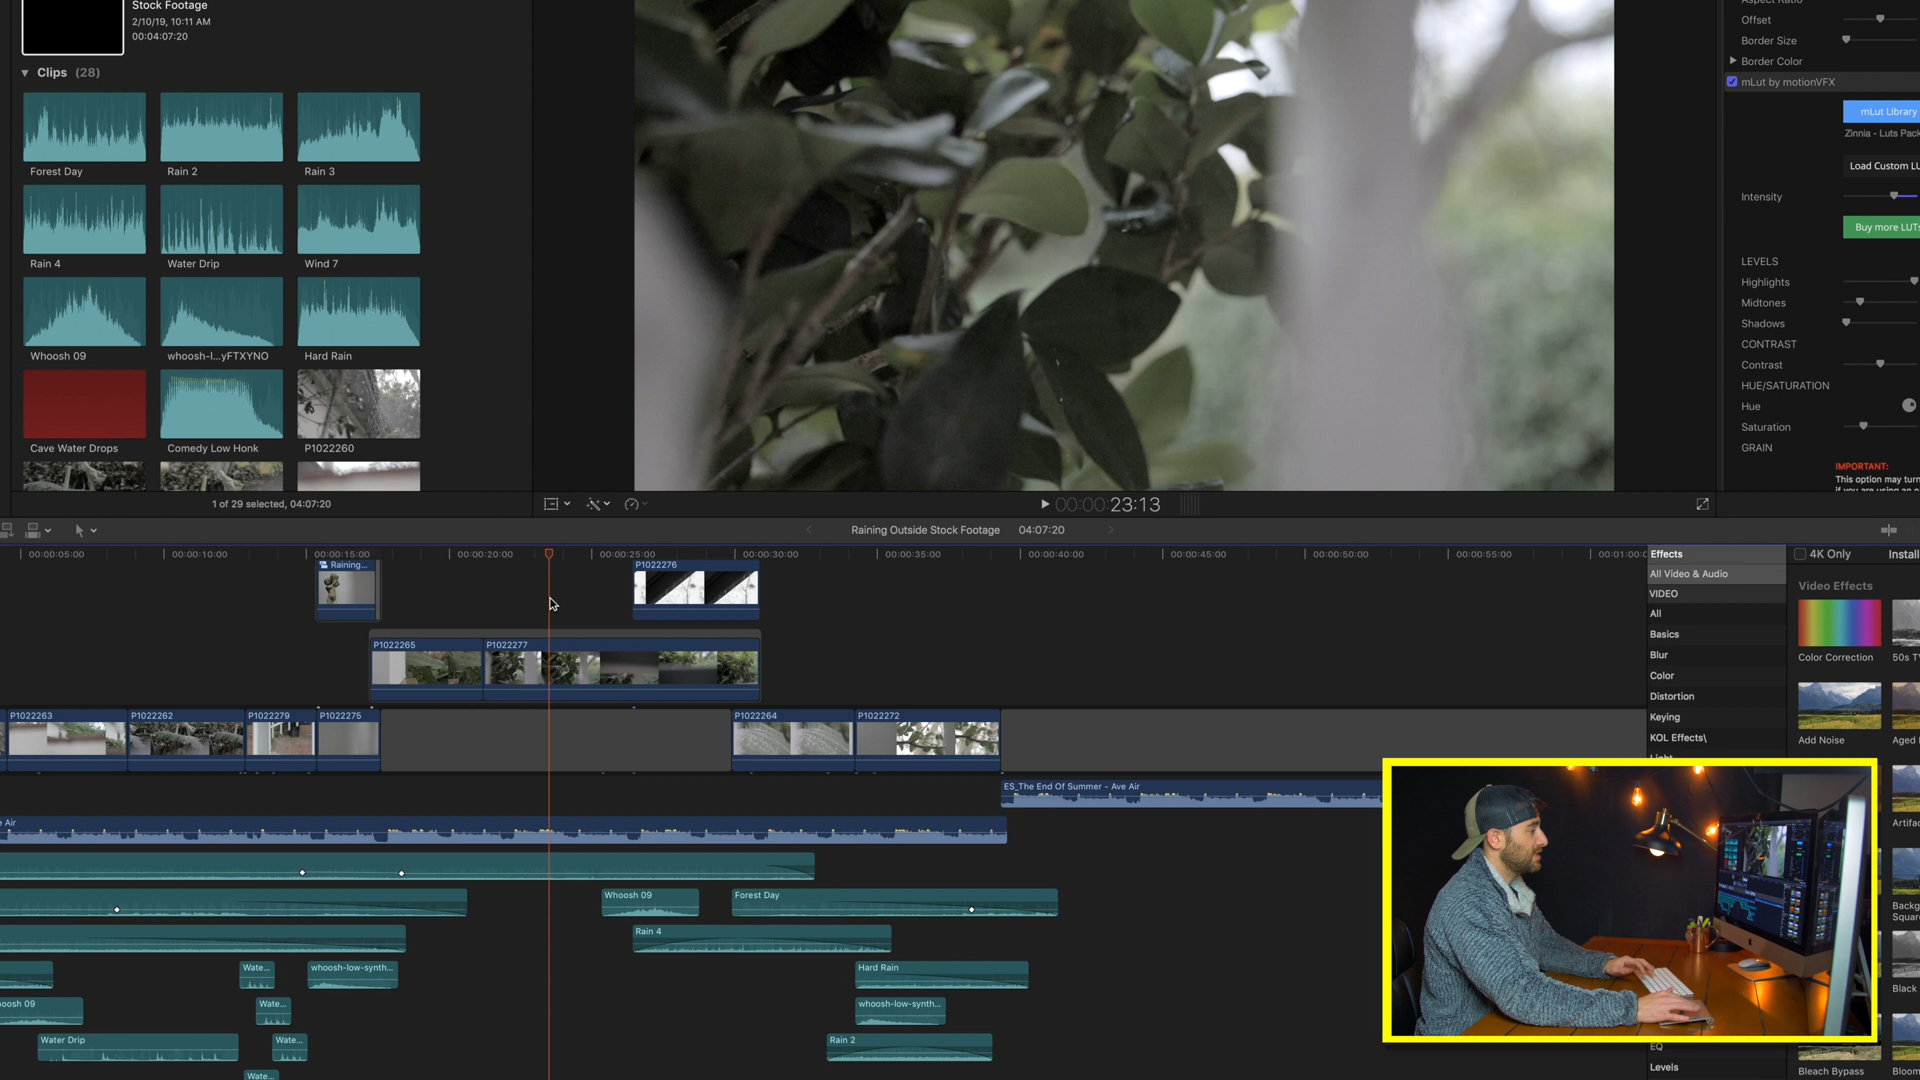 Stock Footage
2/10/19, 10:11 AM
00:04:07:20
Clips (28)
Forest Day
Rain 2
Rain 3
Rain 4
Water Drip
Wind 7
Whoosh 09
whoosh-l...yFTXYNO
Hard Rain
Cave Water Drops
Comedy Low Honk
P1022260
1 of 29 selected, 04:07:20
00:00:23:13
Offset
Border Size
Border Color
mLut by motionVFX
mLut Library
Zinnia - Luts Pack
Load Custom LU
Intensity
Buy more LUTs
LEVELS
Highlights
Midtones
Shadows
CONTRAST
Contrast
HUE/SATURATION
Hue
Saturation
GRAIN
IMPORTANT:
This option may turn
Raining Outside Stock Footage 04:07:20
00:00:05:00
00:00:10:00
00:00:15:00
00:00:20:00
00:00:25:00
00:00:30:00
00:00:35:00
00:00:40:00
00:00:45:00
00:00:50:00
00:00:55:00
00:01:00:0
Raining...
P1022276
P1022265
P1022277
P1022263
P1022262
P1022279
P1022275
P1022264
P1022272
ES_The End Of Summer - Ave Air
e Air
Whoosh 09
Forest Day
Rain 4
Wate...
whoosh-low-synth...
Hard Rain
oosh 09
Wate...
whoosh-low-synth...
Water Drip
Wate...
Rain 2
Wate...
Effects
All Video & Audio
VIDEO
All
Basics
Blur
Color
Distortion
Keying
KOL Effects\
EQ
Levels
4K Only
Install
Video Effects
Color Correction
50s T
Add Noise
Aged
Artifa
Backg
Square
Black
Bleach Bypass
Bloom